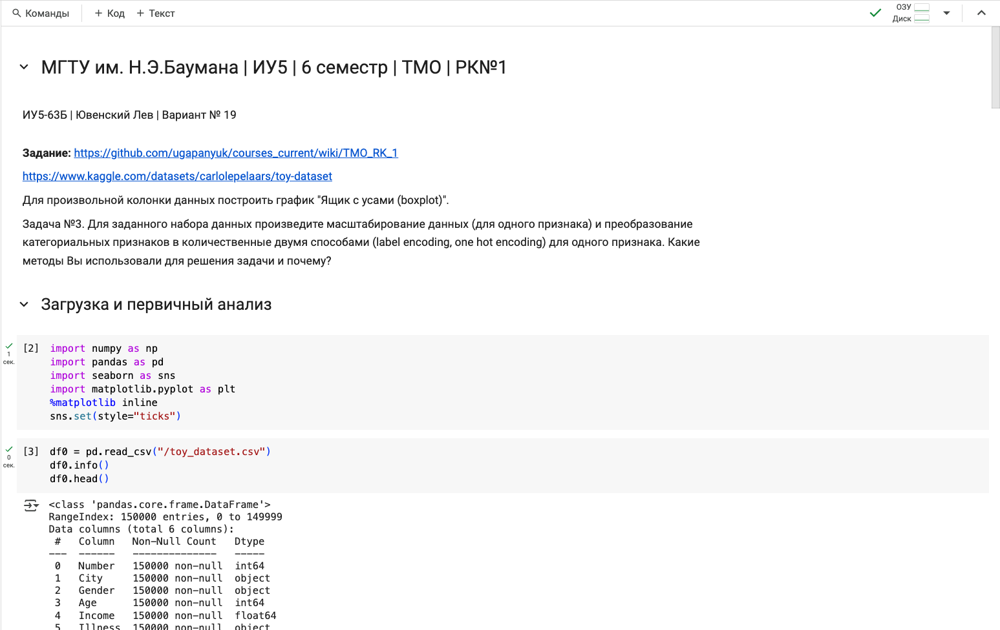 Команды
+ Код + Текст
ОЗУ
Диск
МГТУ им. Н.Э.Баумана | ИУ5 | 6 семестр | ТМО | РК№1
ИУ5-63Б | Ювенский Лев | Вариант № 19
Задание: https://github.com/ugapanyuk/courses_current/wiki/TMO_RK_1
https://www.kaggle.com/datasets/carlolepelaars/toy-dataset
Для произвольной колонки данных построить график "Ящик с усами (boxplot)".
Задача №3. Для заданного набора данных произведите масштабирование данных (для одного признака) и преобразование
категориальных признаков в количественные двумя способами (label encoding, one hot encoding) для одного признака. Какие
методы Вы использовали для решения задачи и почему?
Загрузка и первичный анализ
1
сек.
[2] import numpy as np
import pandas as pd
import seaborn as sns
import matplotlib.pyplot as plt
%matplotlib inline
sns.set(style="ticks")
0
сек.
[3] df0 = pd.read_csv("/toy_dataset.csv")
df0.info()
df0.head()
<class 'pandas.core.frame.DataFrame'>
RangeIndex: 150000 entries, 0 to 149999
Data columns (total 6 columns):
# Column Non-Null Count Dtype
--- ------ -------------- -----
0 Number 150000 non-null int64
1 City 150000 non-null object
2 Gender 150000 non-null object
3 Age 150000 non-null int64
4 Income 150000 non-null float64
5 Illness 150000 non-null object